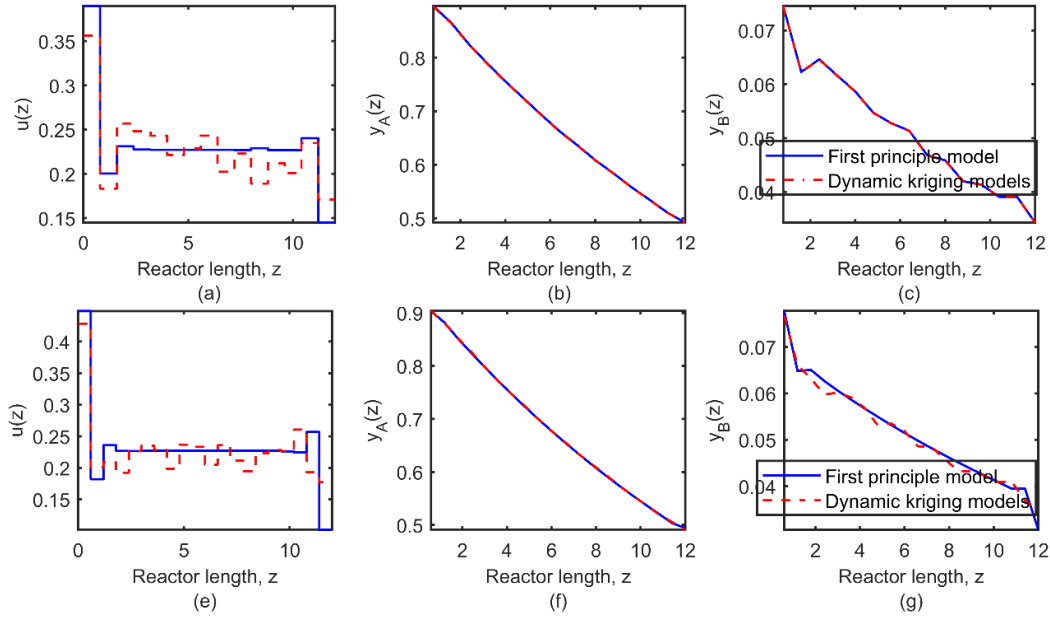 0.35
0.3
0.25
0.2
0.15
u(z)
0
5
10
Reactor length, z
(a)
0.9
0.8
0.7
0.6
0.5
y_A(z)
2
4
6
8
10
12
Reactor length, z
(b)
0.07
0.06
0.05
0.04
y_B(z)
First principle model
Dynamic kriging models
2
4
6
8
10
12
Reactor length, z
(c)
0.4
0.35
0.3
0.25
0.2
0.15
u(z)
0
5
10
Reactor length, z
(e)
0.9
0.8
0.7
0.6
0.5
y_A(z)
2
4
6
8
10
12
Reactor length, z
(f)
0.07
0.06
0.05
0.04
y_B(z)
First principle model
Dynamic kriging models
2
4
6
8
10
12
Reactor length, z
(g)